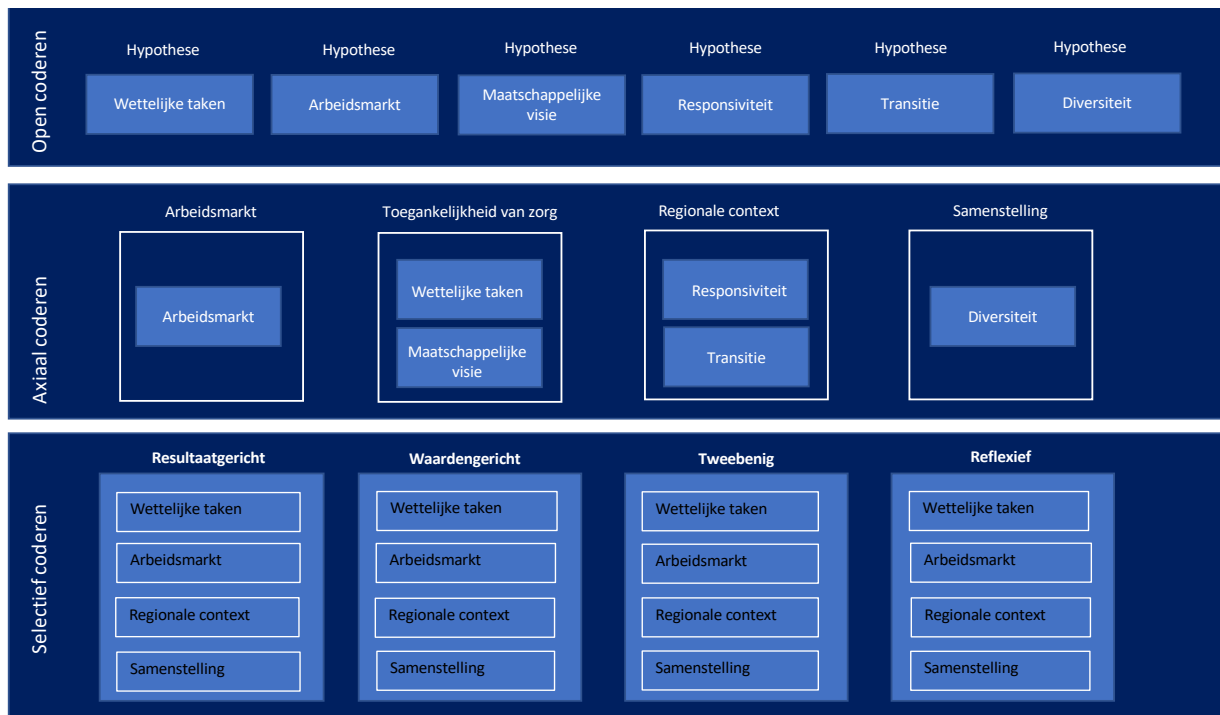 Open coderen
Hypothese
Hypothese
Hypothese
Hypothese
Hypothese
Hypothese
Wettelijke taken
Arbeidsmarkt
Maatschappelijke
visie
Responsiviteit
Transitie
Diversiteit
Axiaal coderen
Arbeidsmarkt
Arbeidsmarkt
Toegankelijkheid van zorg
Wettelijke taken
Maatschappelijke
visie
Regionale context
Responsiviteit
Transitie
Samenstelling
Diversiteit
Selectief coderen
Resultaatgericht
Wettelijke taken
Arbeidsmarkt
Regionale context
Samenstelling
Waardengericht
Wettelijke taken
Arbeidsmarkt
Regionale context
Samenstelling
Tweebenig
Wettelijke taken
Arbeidsmarkt
Regionale context
Samenstelling
Reflexief
Wettelijke taken
Arbeidsmarkt
Regionale context
Samenstelling